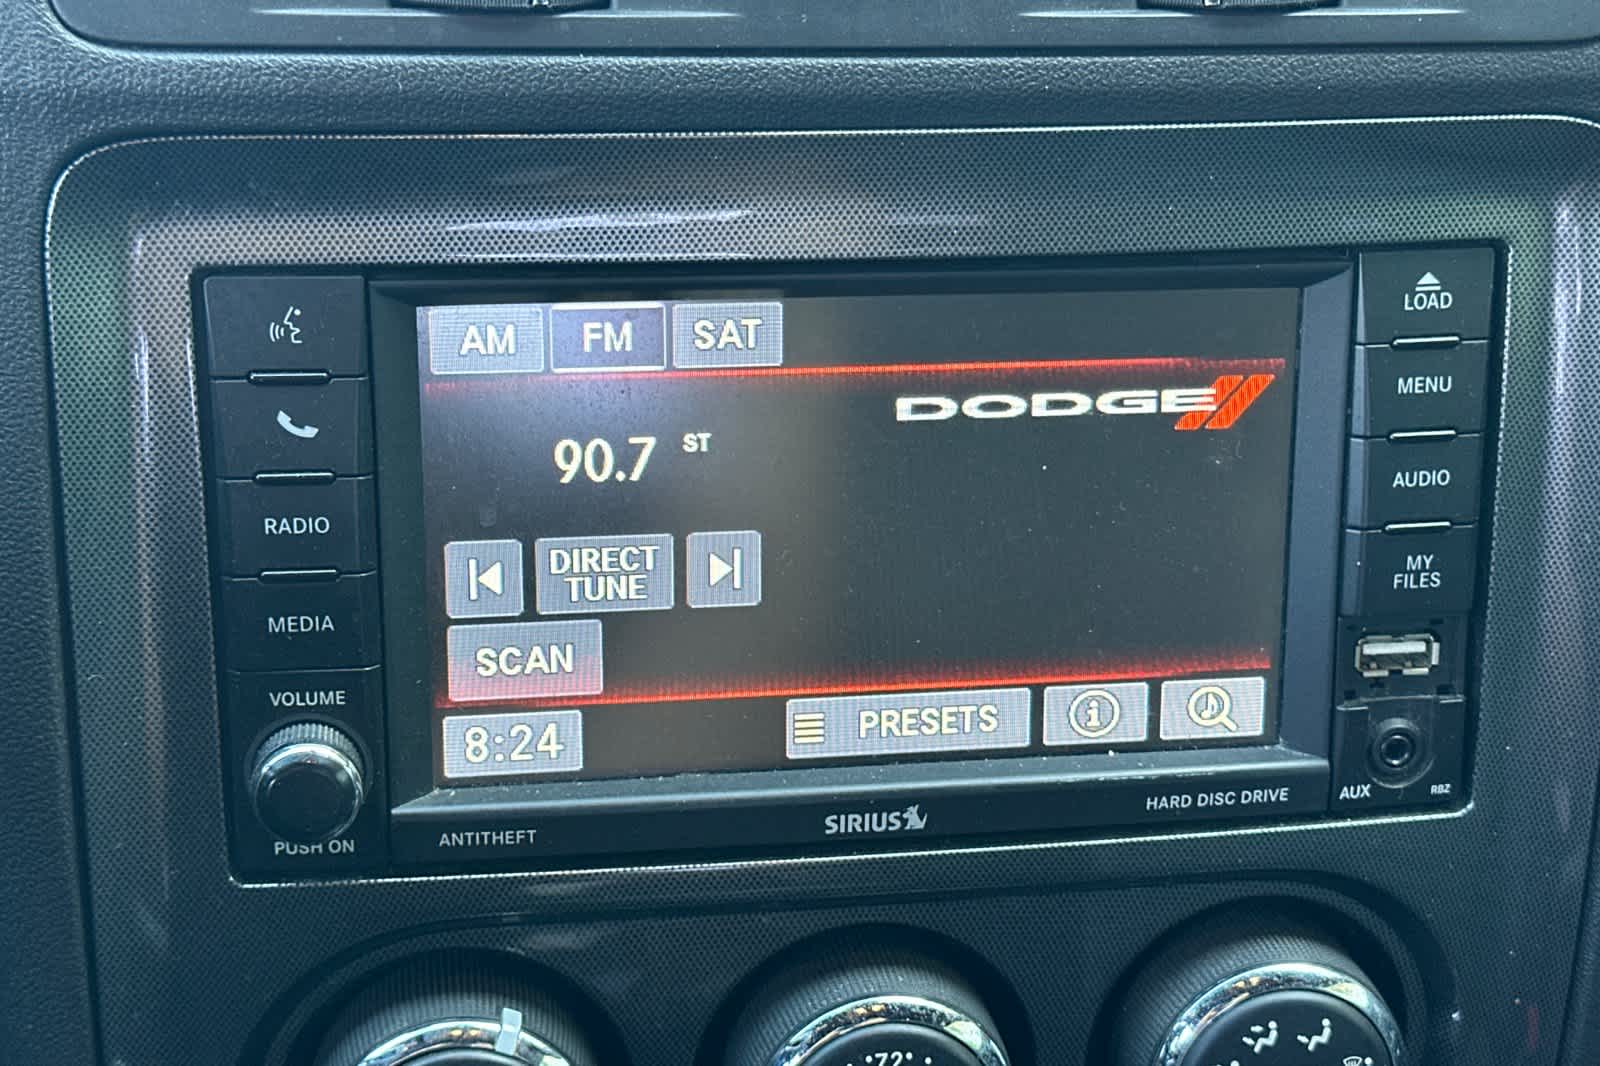 AM
FM
SAT
DODGE
90.7 ST
DIRECT
TUNE
SCAN
8:24
PRESETS
RADIO
MEDIA
VOLUME
PUSH ON
LOAD
MENU
AUDIO
MY
FILES
AUX
RBZ
ANTITHEFT
SIRIUS
HARD DISC DRIVE
72°